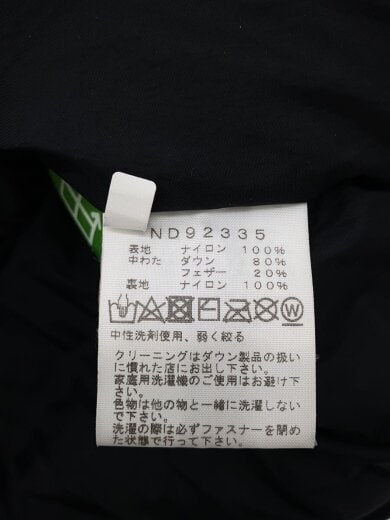 ND92335
表地 ナイロン 100%
中わた ダウン 80%
フェザー 20%
裏地 ナイロン 100%
中性洗剤使用、弱く絞る
クリーニングはダウン製品の扱い
に慣れた店にお出し下さい。
家庭用洗濯機のご使用はお避け下
さい。
色物は他の物と一緒に洗濯しない
で下さい。
洗濯の際は必ずファスナーを閉め
た状態で行って下さい。